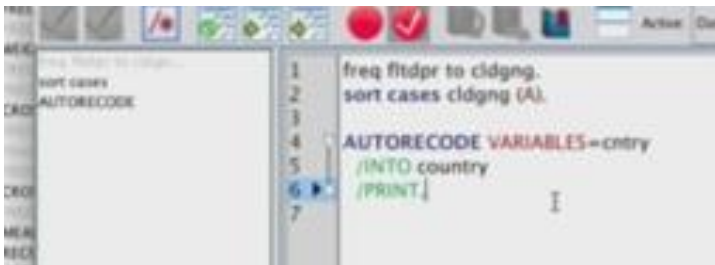 Active
sort cases
AUTORECODE
1 freq fltdpr to cldgng.
2 sort cases cldgng (A).
3
4 AUTORECODE VARIABLES=cntry
5 /INTO country
6 /PRINT.
7